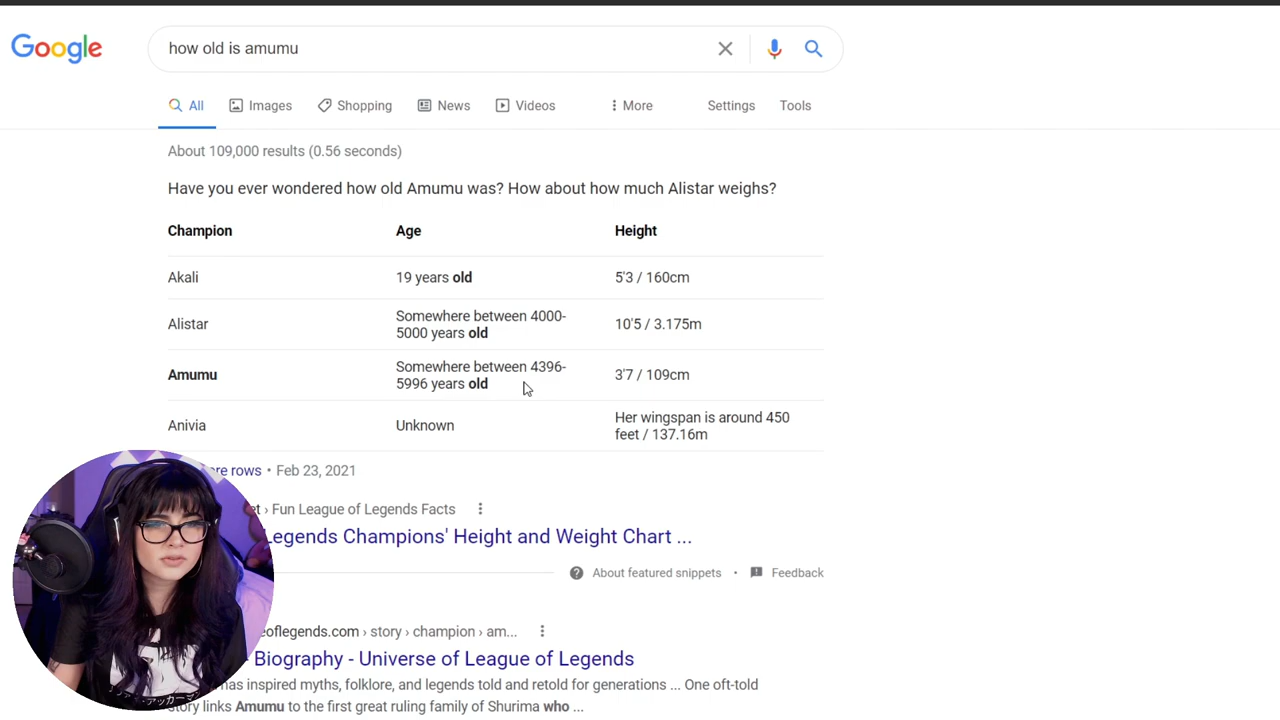 Google
how old is amumu
All Images Shopping News Videos More Settings Tools
About 109,000 results (0.56 seconds)
Have you ever wondered how old Amumu was? How about how much Alistar weighs?
Champion Age Height
Akali 19 years old 5'3 / 160cm
Alistar Somewhere between 4000-
5000 years old 10'5 / 3.175m
Amumu Somewhere between 4396-
5996 years old 3'7 / 109cm
Anivia Unknown Her wingspan is around 450
feet / 137.16m
rows • Feb 23, 2021
› Fun League of Legends Facts
Legends Champions' Height and Weight Chart ...
About featured snippets • Feedback
eoflegends.com › story › champion › am...
Biography - Universe of League of Legends
has inspired myths, folklore, and legends told and retold for generations ... One oft-told
story links Amumu to the first great ruling family of Shurima who ...